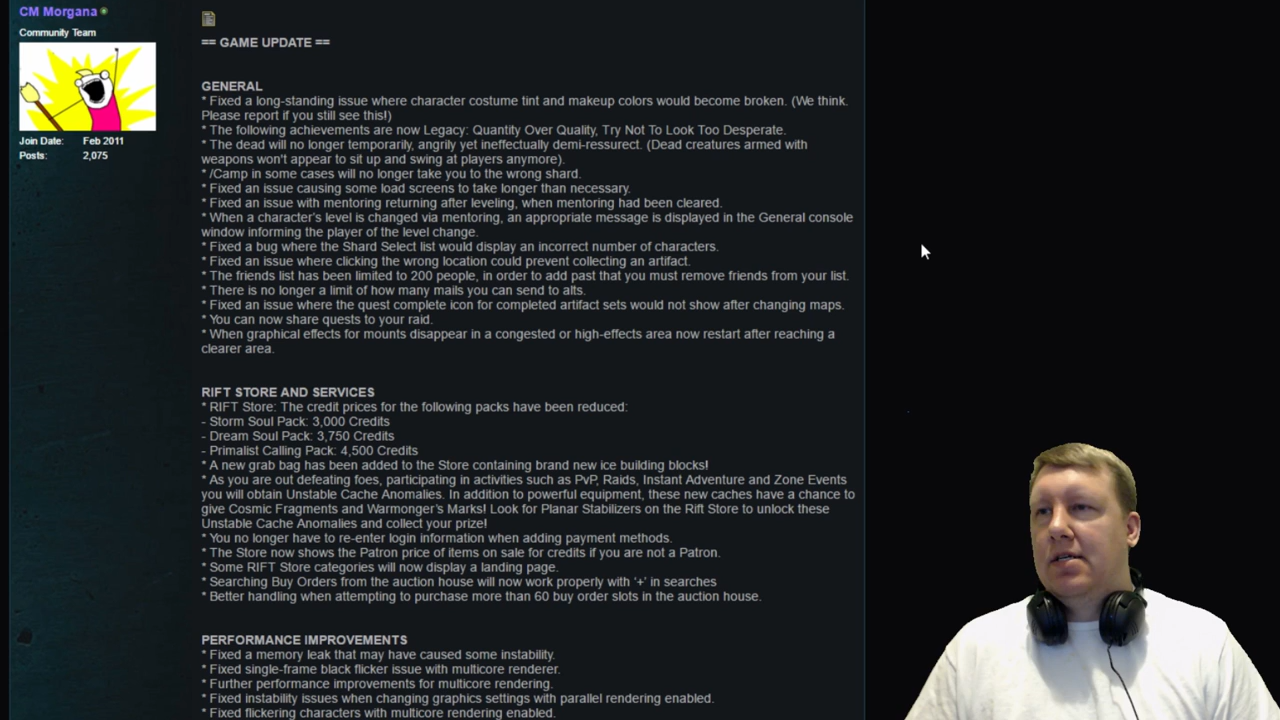 CM Morgana
Community Team
Join Date: Feb 2011
Posts: 2,075
== GAME UPDATE ==
GENERAL
* Fixed a long-standing issue where character costume tint and makeup colors would become broken. (We think.
Please report if you still see this!)
* The following achievements are now Legacy: Quantity Over Quality, Try Not To Look Too Desperate.
* The dead will no longer temporarily, angrily yet ineffectually demi-ressurect. (Dead creatures armed with
weapons won't appear to sit up and swing at players anymore).
* /Camp in some cases will no longer take you to the wrong shard.
* Fixed an issue causing some load screens to take longer than necessary.
* Fixed an issue with mentoring returning after leveling, when mentoring had been cleared.
* When a character's level is changed via mentoring, an appropriate message is displayed in the General console
window informing the player of the level change.
* Fixed a bug where the Shard Select list would display an incorrect number of characters.
* Fixed an issue where clicking the wrong location could prevent collecting an artifact.
* The friends list has been limited to 200 people, in order to add past that you must remove friends from your list.
* There is no longer a limit of how many mails you can send to alts.
* Fixed an issue where the quest complete icon for completed artifact sets would not show after changing maps.
* You can now share quests to your raid.
* When graphical effects for mounts disappear in a congested or high-effects area now restart after reaching a
clearer area.
RIFT STORE AND SERVICES
* RIFT Store: The credit prices for the following packs have been reduced:
- Storm Soul Pack: 3,000 Credits
- Dream Soul Pack: 3,750 Credits
- Primalist Calling Pack: 4,500 Credits
* A new grab bag has been added to the Store containing brand new ice building blocks!
* As you are out defeating foes, participating in activities such as PvP, Raids, Instant Adventure and Zone Events
you will obtain Unstable Cache Anomalies. In addition to powerful equipment, these new caches have a chance to
give Cosmic Fragments and Warmonger's Marks! Look for Planar Stabilizers on the Rift Store to unlock these
Unstable Cache Anomalies and collect your prize!
* You no longer have to re-enter login information when adding payment methods.
* The Store now shows the Patron price of items on sale for credits if you are not a Patron.
* Some RIFT Store categories will now display a landing page.
* Searching Buy Orders from the auction house will now work properly with '+' in searches
* Better handling when attempting to purchase more than 60 buy order slots in the auction house.
PERFORMANCE IMPROVEMENTS
* Fixed a memory leak that may have caused some instability.
* Fixed single-frame black flicker issue with multicore renderer.
* Further performance improvements for multicore rendering.
* Fixed instability issues when changing graphics settings with parallel rendering enabled.
* Fixed flickering characters with multicore rendering enabled.